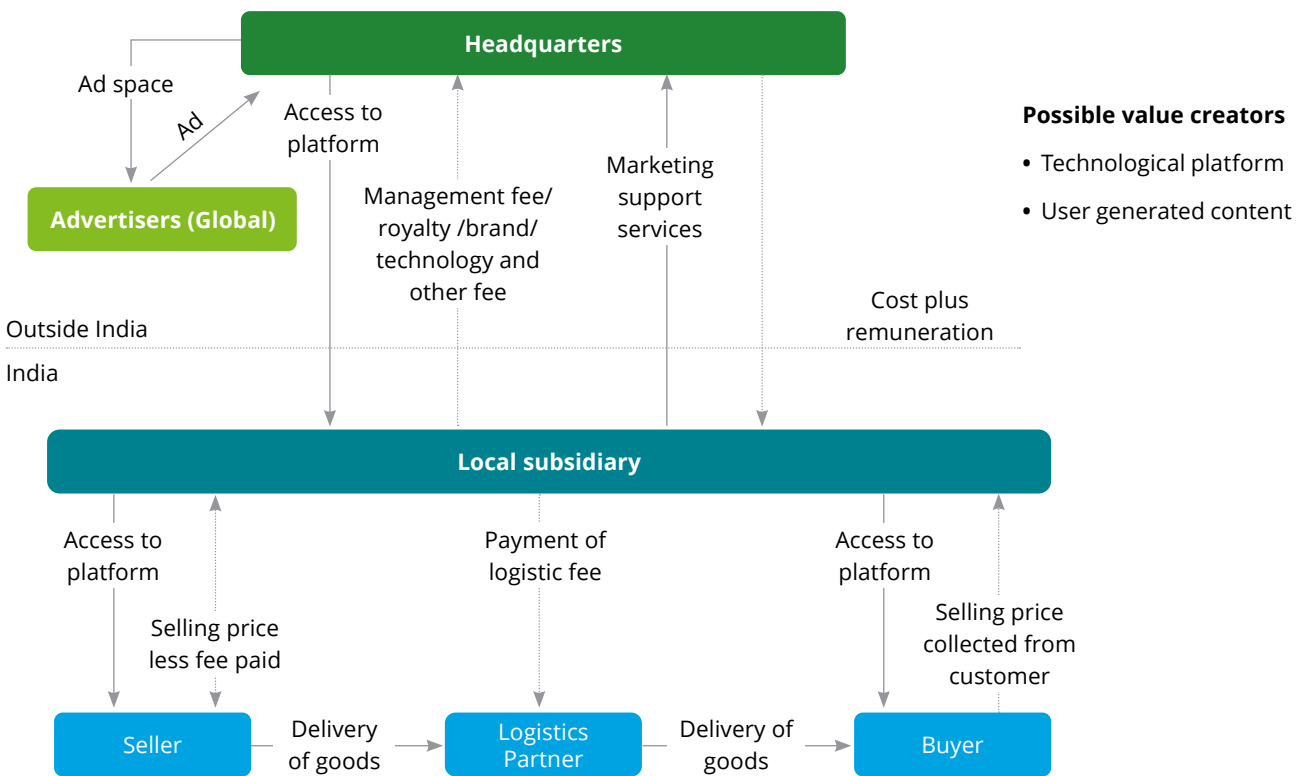 Headquarters
Ad space
Ad
Access to
platform
Advertisers (Global)
Management fee/
royalty /brand/
technology and
other fee
Marketing
support
services
Possible value creators
• Technological platform
• User generated content
Cost plus
remuneration
Outside India
India
Local subsidiary
Access to
platform
Selling price
less fee paid
Payment of
logistic fee
Access to
platform
Selling price
collected from
customer
Seller
Delivery
of goods
Logistics
Partner
Delivery of
goods
Buyer